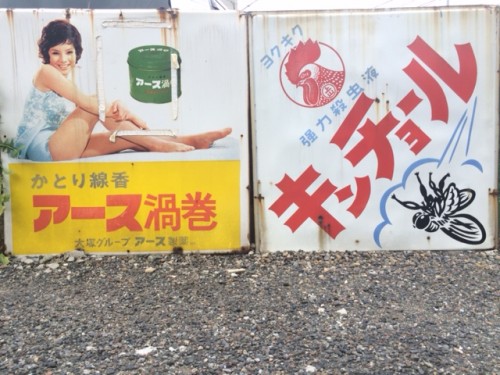 アース渦
かとり線香
アース渦巻
大塚グループ アース製薬
ヨクキク
強力殺虫液
キンチョール